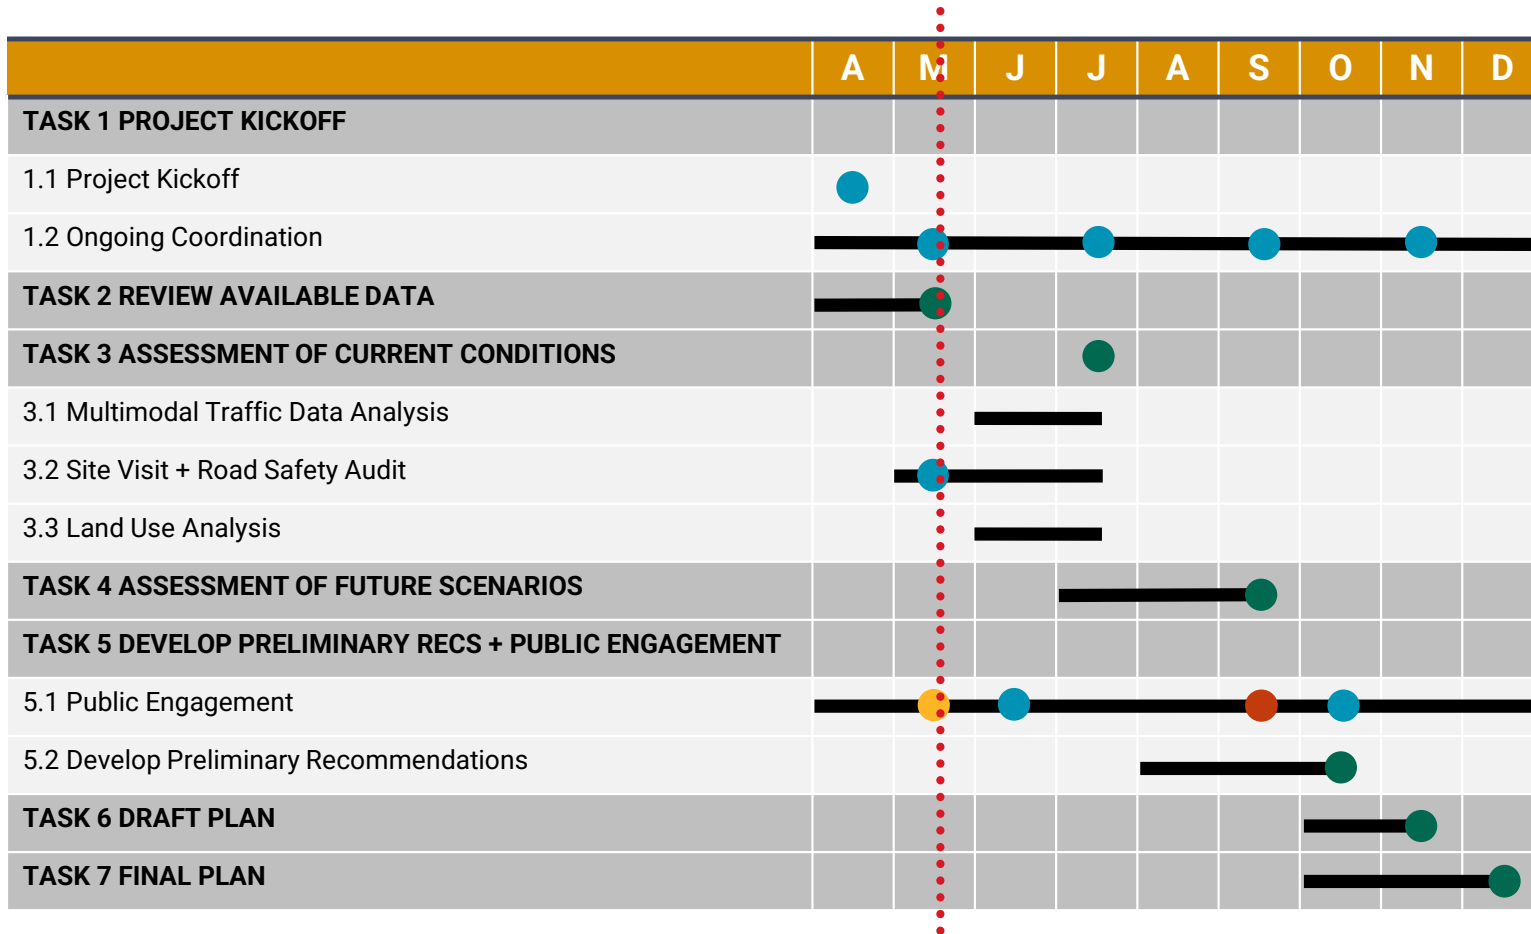 A M J J A S O N D
TASK 1 PROJECT KICKOFF
1.1 Project Kickoff
1.2 Ongoing Coordination
TASK 2 REVIEW AVAILABLE DATA
TASK 3 ASSESSMENT OF CURRENT CONDITIONS
3.1 Multimodal Traffic Data Analysis
3.2 Site Visit + Road Safety Audit
3.3 Land Use Analysis
TASK 4 ASSESSMENT OF FUTURE SCENARIOS
TASK 5 DEVELOP PRELIMINARY RECS + PUBLIC ENGAGEMENT
5.1 Public Engagement
5.2 Develop Preliminary Recommendations
TASK 6 DRAFT PLAN
TASK 7 FINAL PLAN